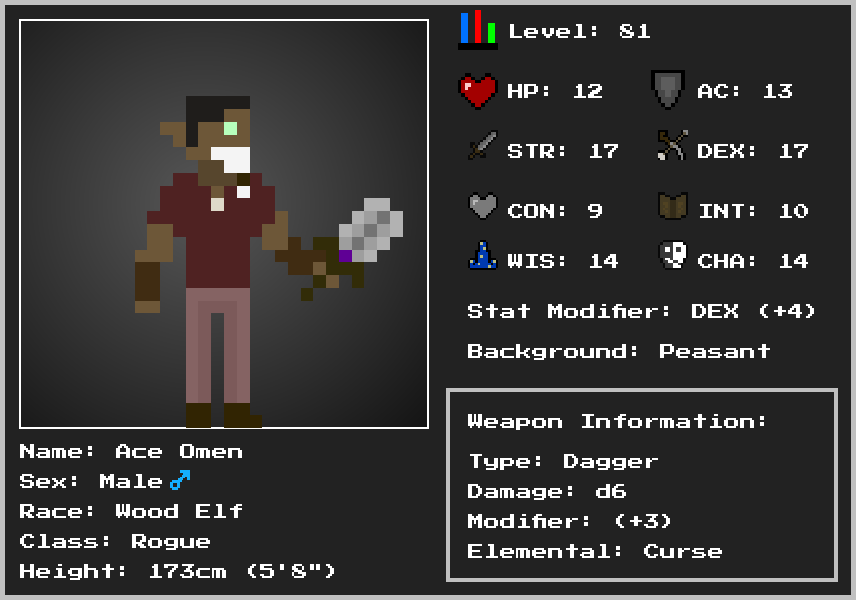 Level: 81
HP: 12
AC: 13
STR: 17
DEX: 17
CON: 9
INT: 10
WIS: 14
CHA: 14
Stat Modifier: DEX (+4)
Background: Peasant
Weapon Information:
Type: Dagger
Damage: d6
Modifier: (+3)
Elemental: Curse
Name: Ace Omen
Sex: Male ♂
Race: Wood Elf
Class: Rogue
Height: 173cm (5'8")